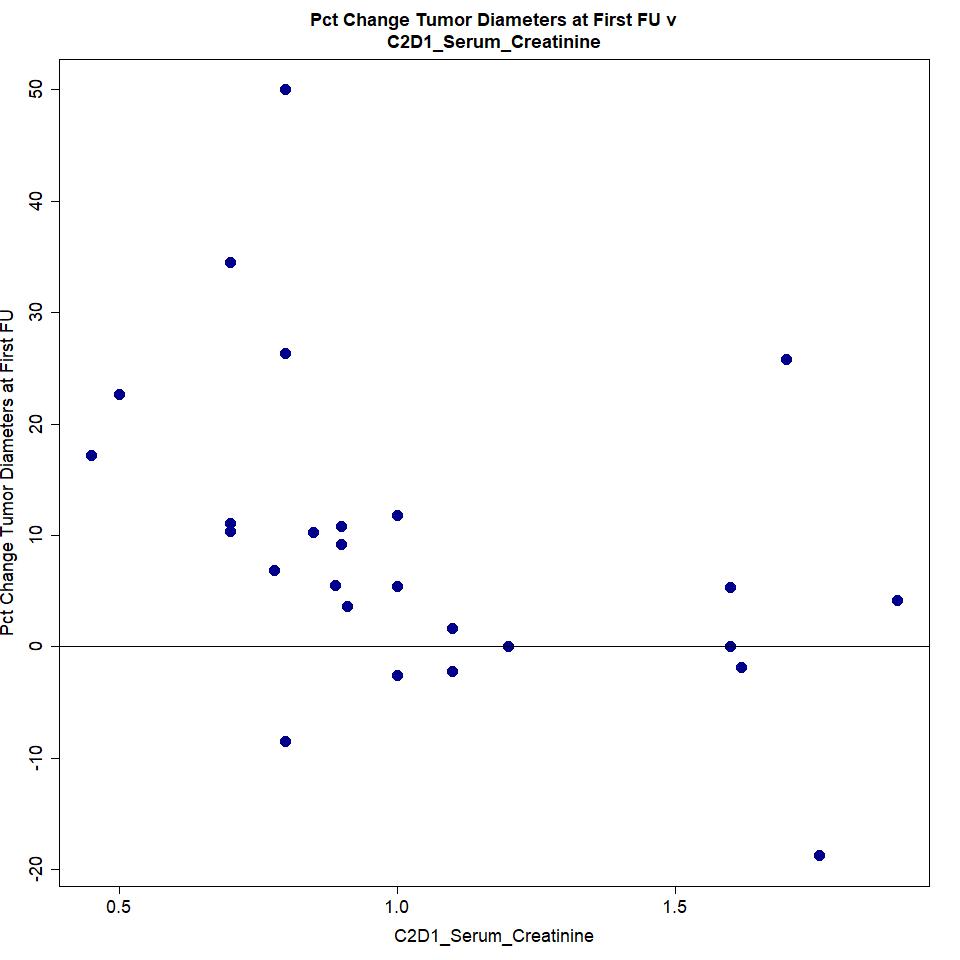 Pct Change Tumor Diameters at First FU v
C2D1_Serum_Creatinine
Pct Change Tumor Diameters at First FU
50
40
30
20
10
0
-10
-20
0.5
1.0
1.5
C2D1_Serum_Creatinine